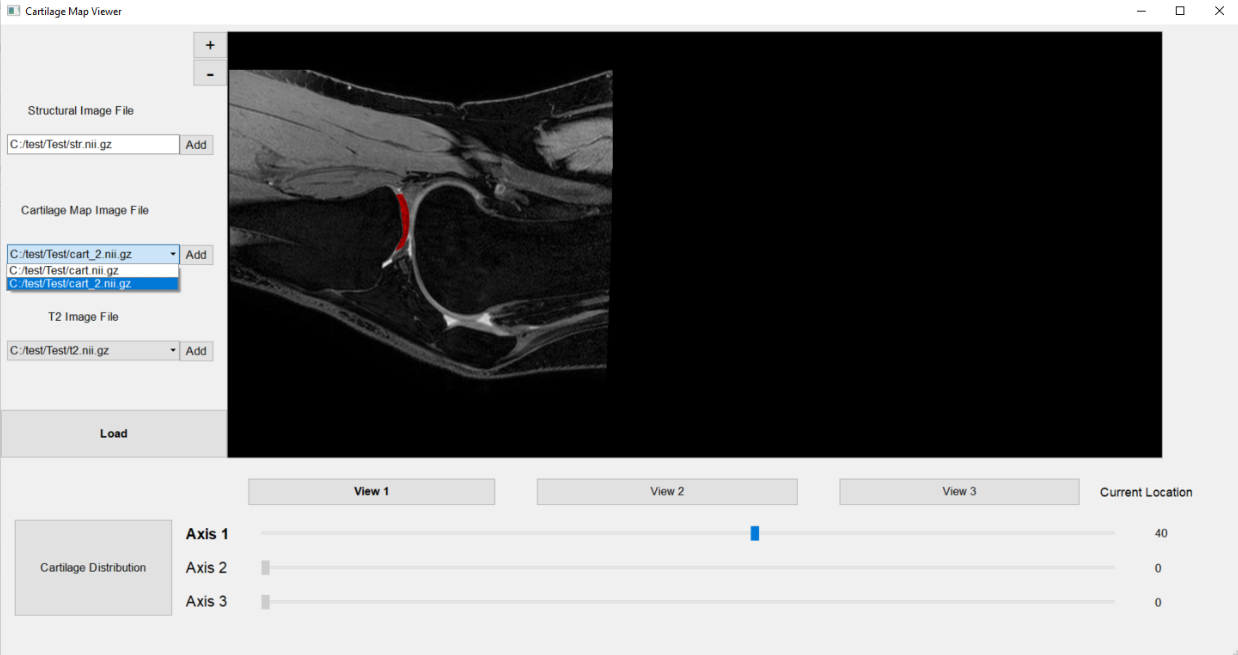 Cartilage Map Viewer
+
-
Structural Image File
C:/test/Test/str.nii.gz Add
Cartilage Map Image File
C:/test/Test/cart_2.nii.gz Add
C:/test/Test/cart.nii.gz
C:/test/Test/cart_2.nii.gz
T2 Image File
C:/test/Test/t2.nii.gz Add
Load
View 1 View 2 View 3 Current Location
Axis 1 40
Cartilage Distribution Axis 2 0
Axis 3 0